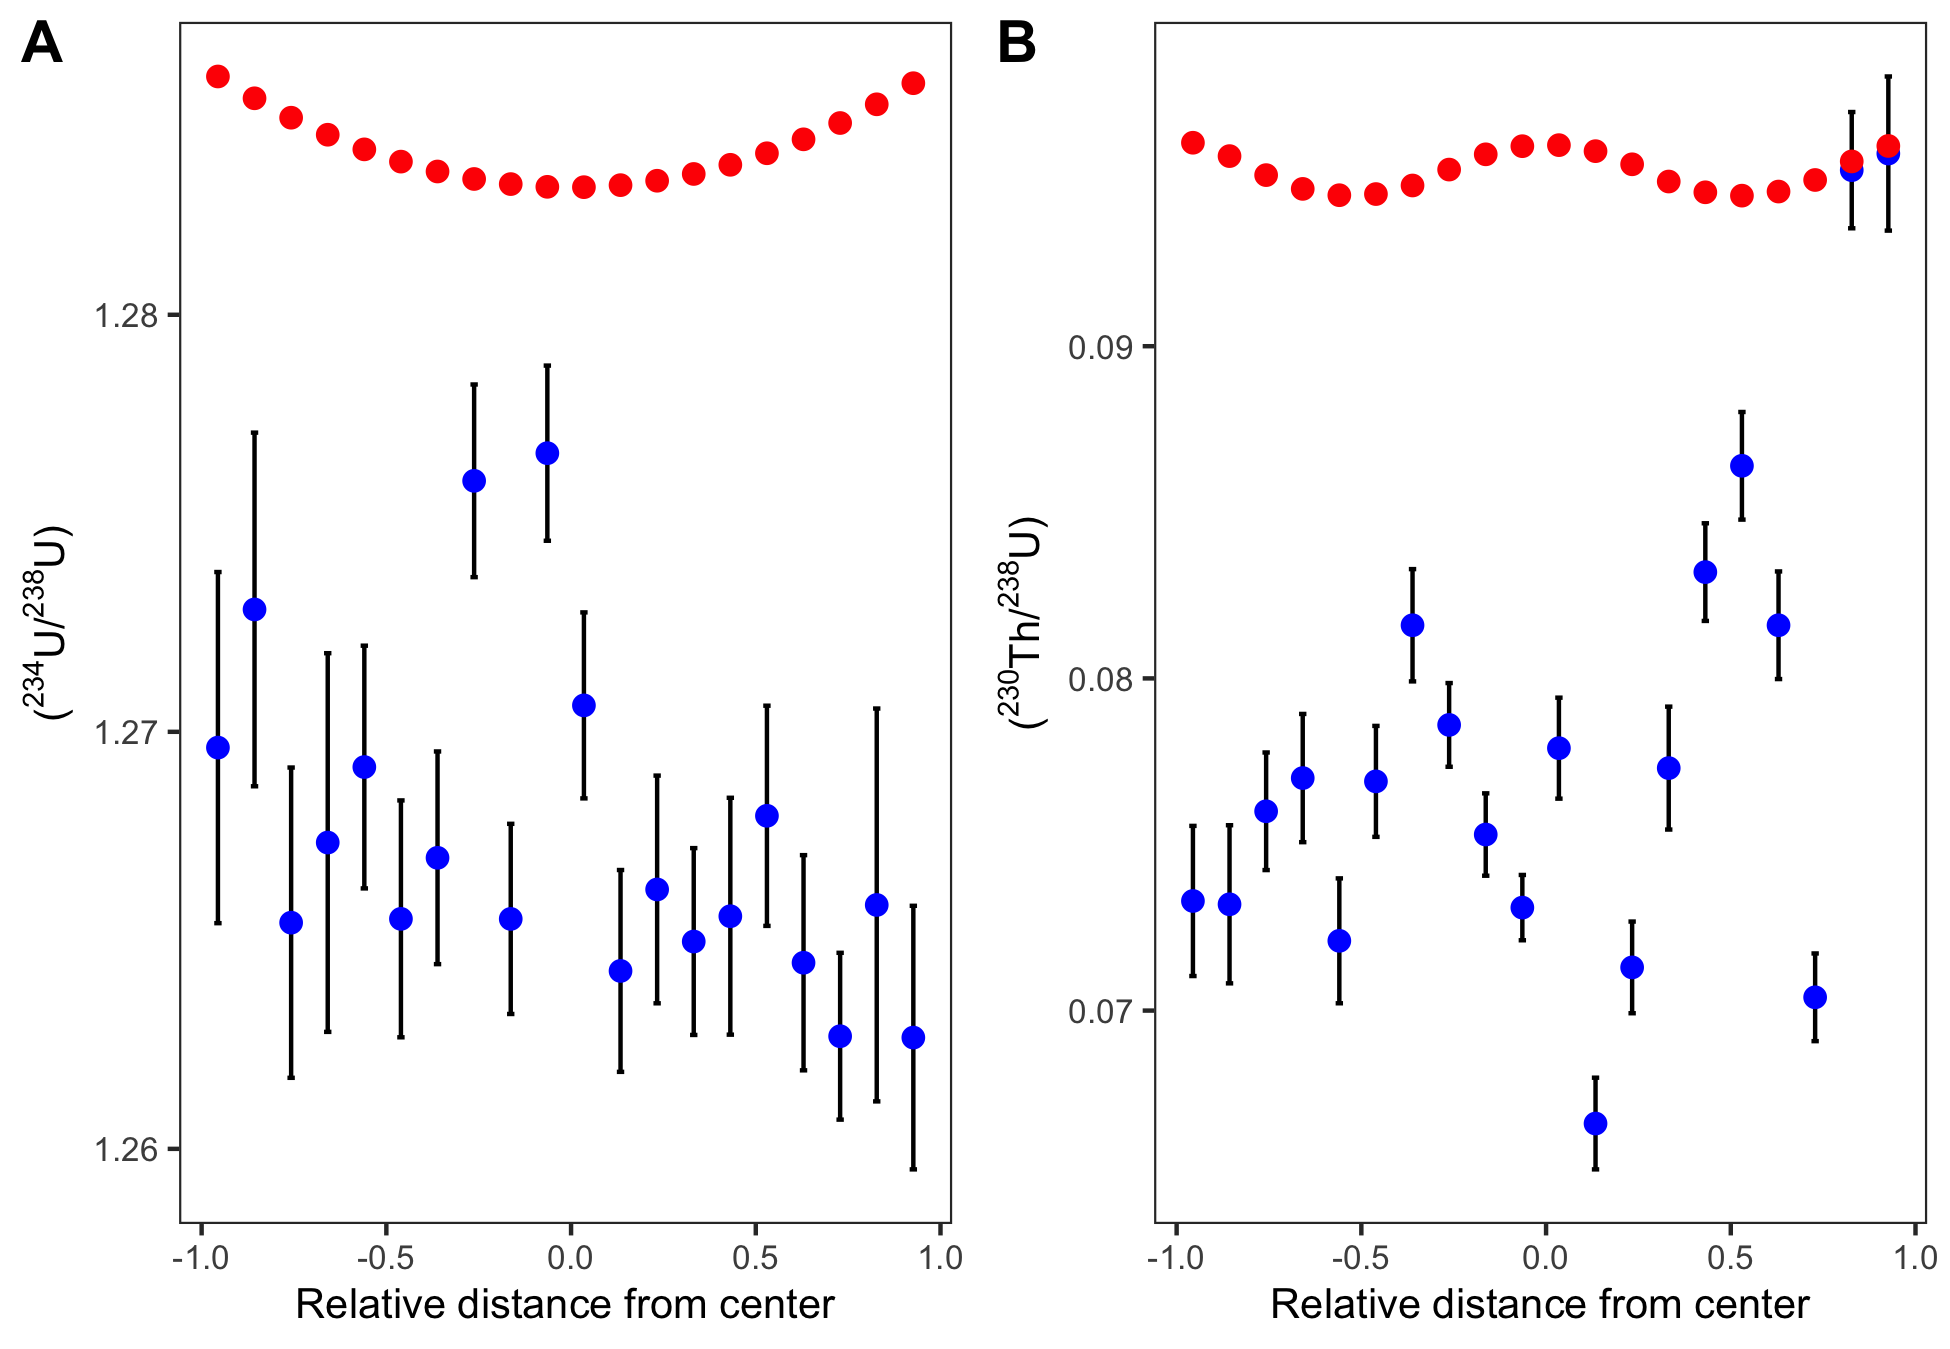 A
B
(²³⁴U/²³⁸U)
1.28
1.27
1.26
-1.0 -0.5 0.0 0.5 1.0
Relative distance from center
(²³⁰Th/²³⁸U)
0.09
0.08
0.07
-1.0 -0.5 0.0 0.5 1.0
Relative distance from center